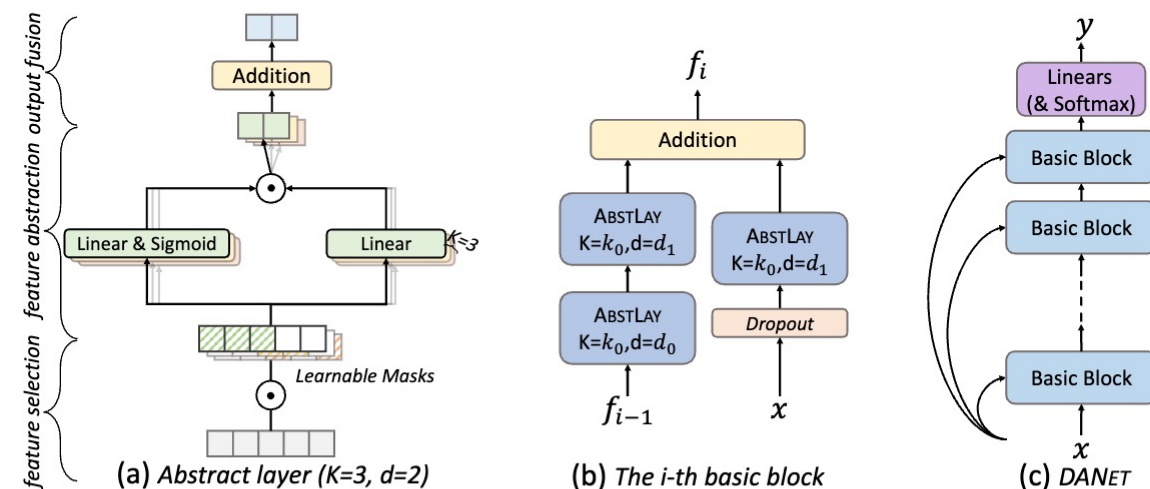 output fusion
feature abstraction
feature selection
Addition
Linear & Sigmoid
Linear
K=3
Learnable Masks
(a) Abstract layer (K=3, d=2)
f_i
Addition
ABSTLAY
K=k₀,d=d₁
ABSTLAY
K=k₀,d=d₀
ABSTLAY
K=k₀,d=d₁
Dropout
f_{i−1}
x
(b) The i-th basic block
y
Linears
(& Softmax)
Basic Block
Basic Block
Basic Block
x
(c) DANET